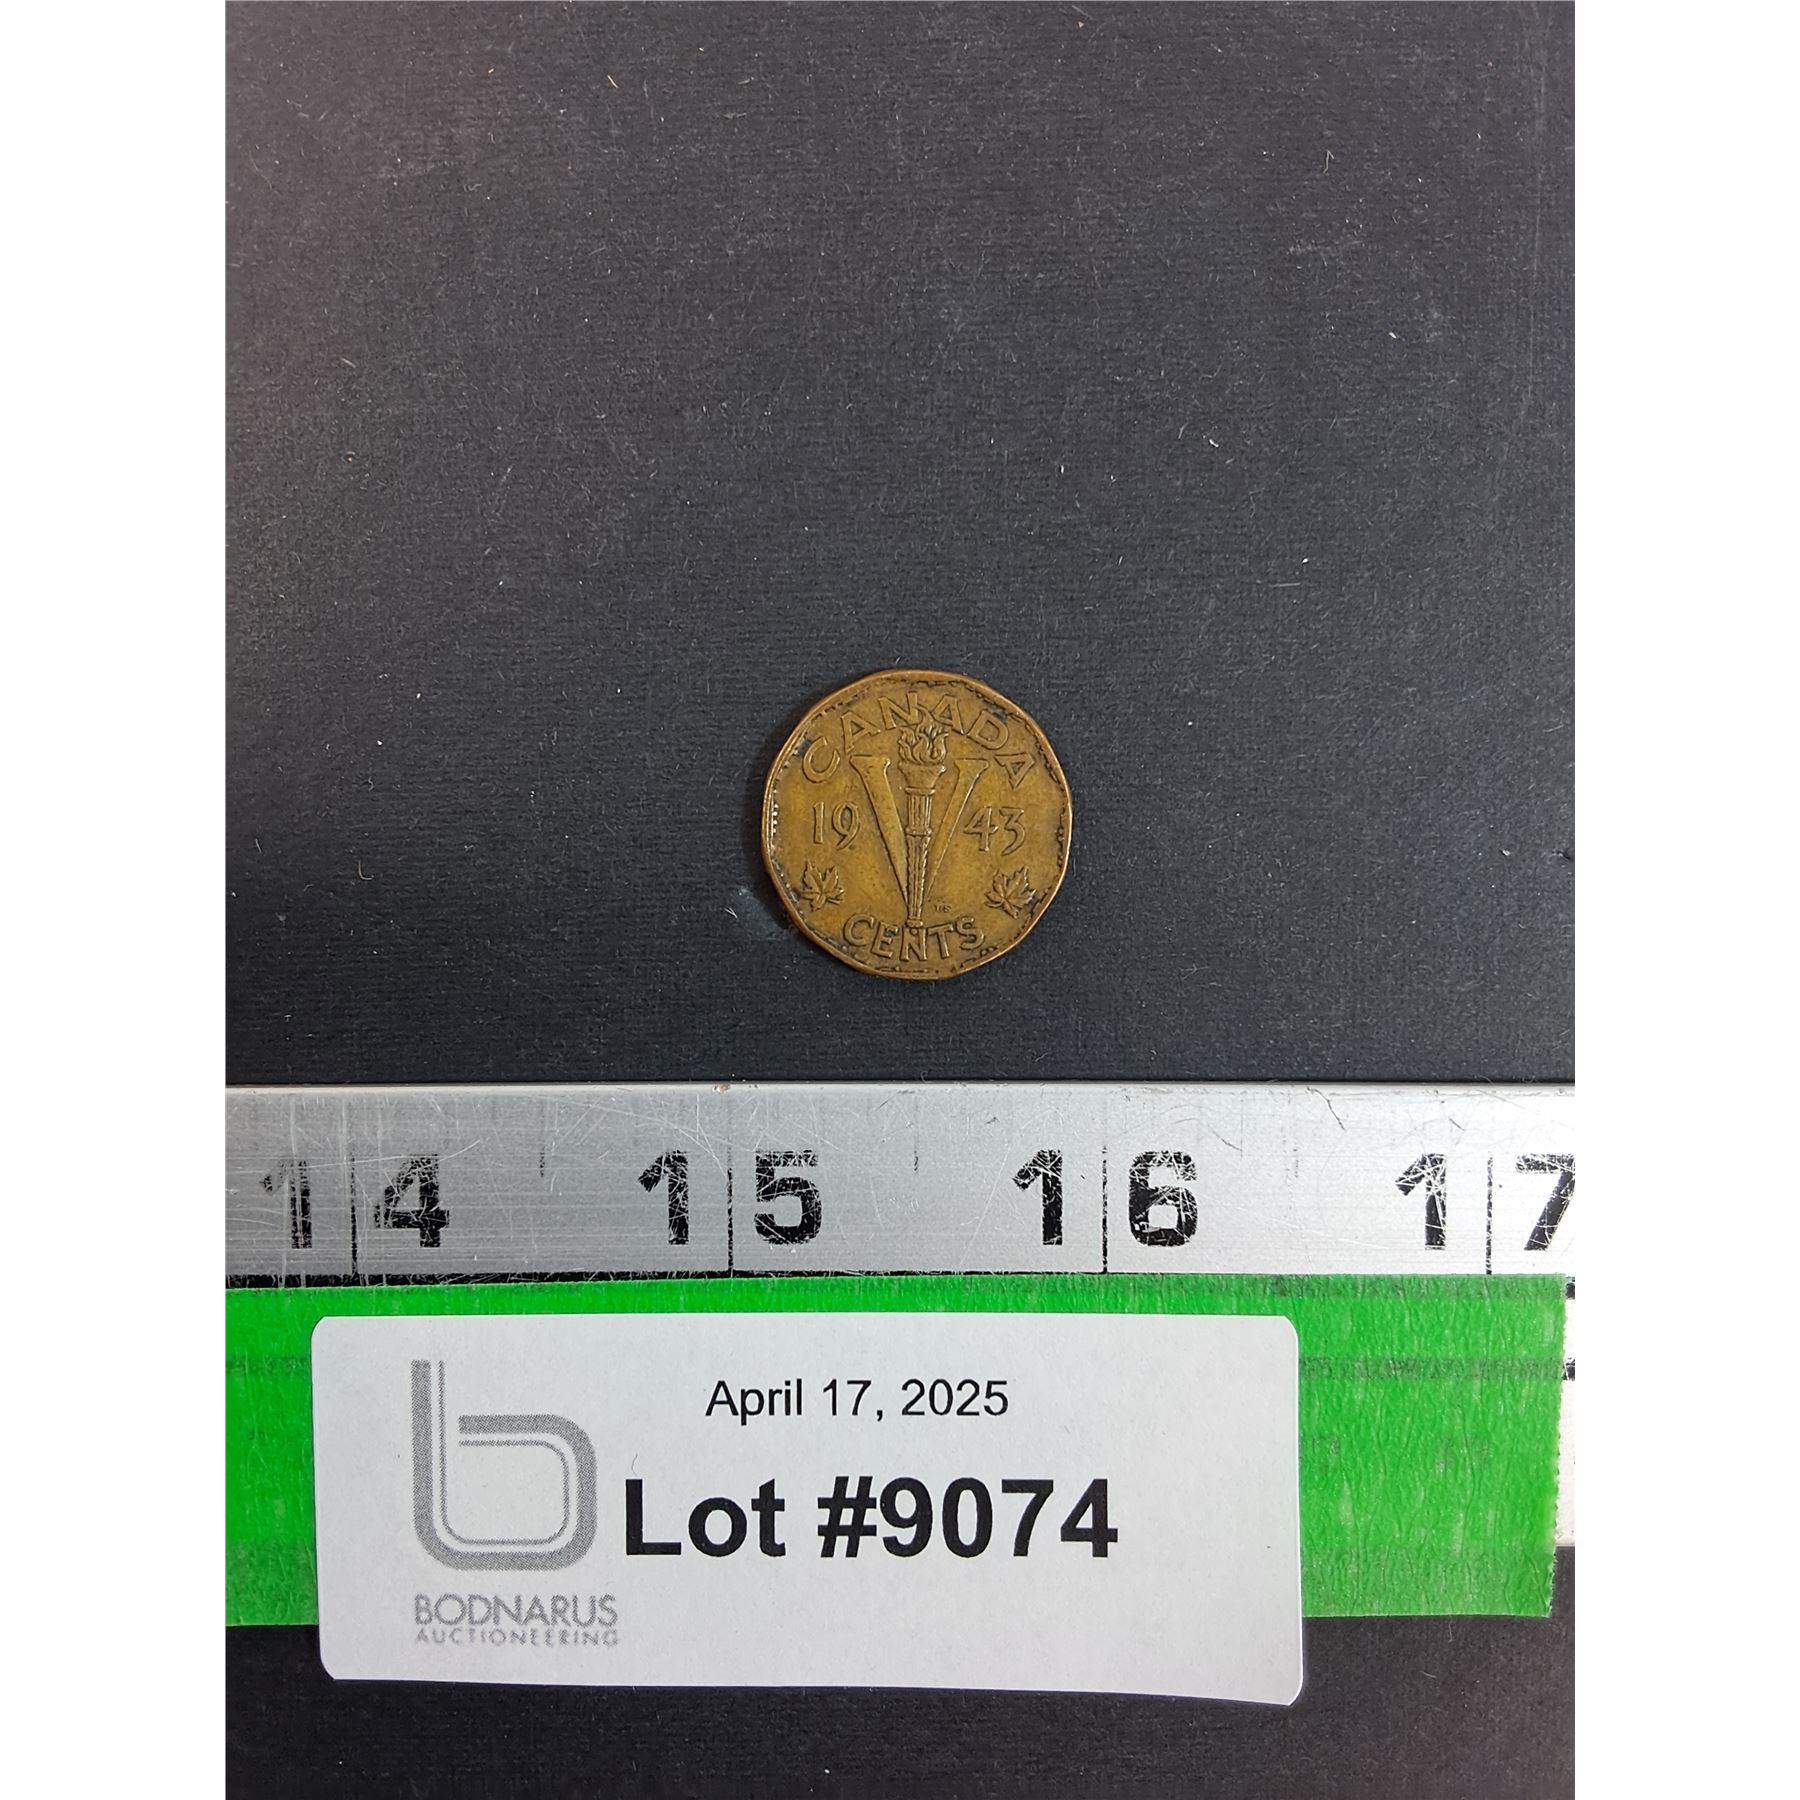 CANADA
19 V 43
CENTS
14 15 16 17
April 17, 2025
Lot #9074
BODNARUS
AUCTIONEERING